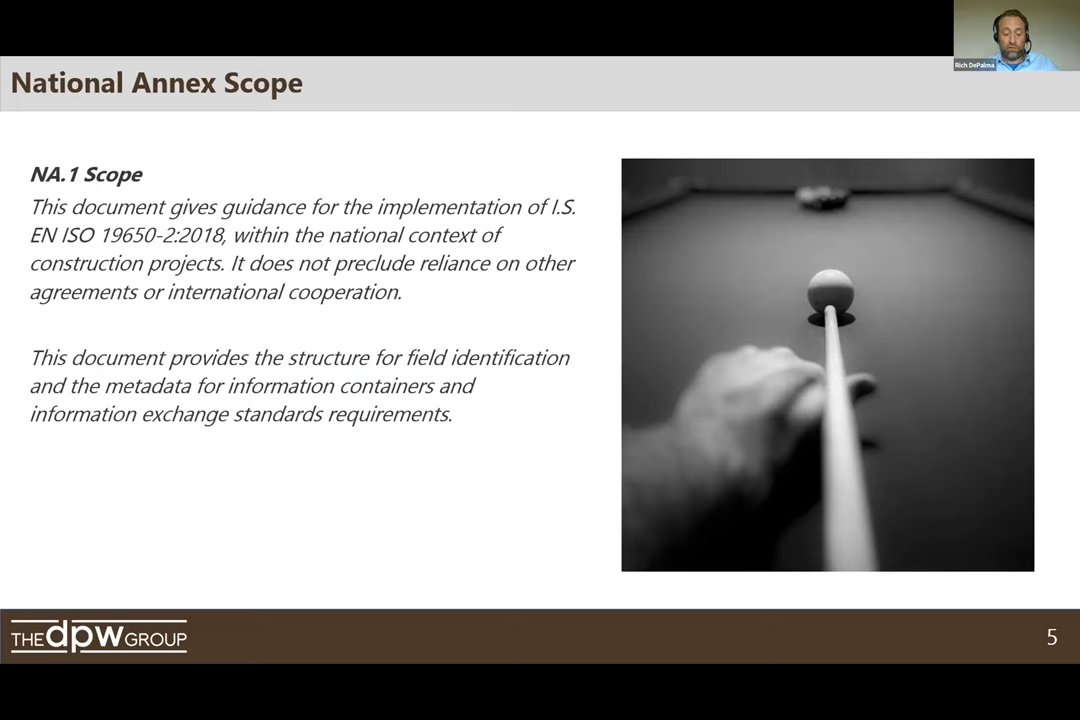 Rich DePalma
National Annex Scope
NA.1 Scope
This document gives guidance for the implementation of I.S.
EN ISO 19650-2:2018, within the national context of
construction projects. It does not preclude reliance on other
agreements or international cooperation.
This document provides the structure for field identification
and the metadata for information containers and
information exchange standards requirements.
THE dpw GROUP
5